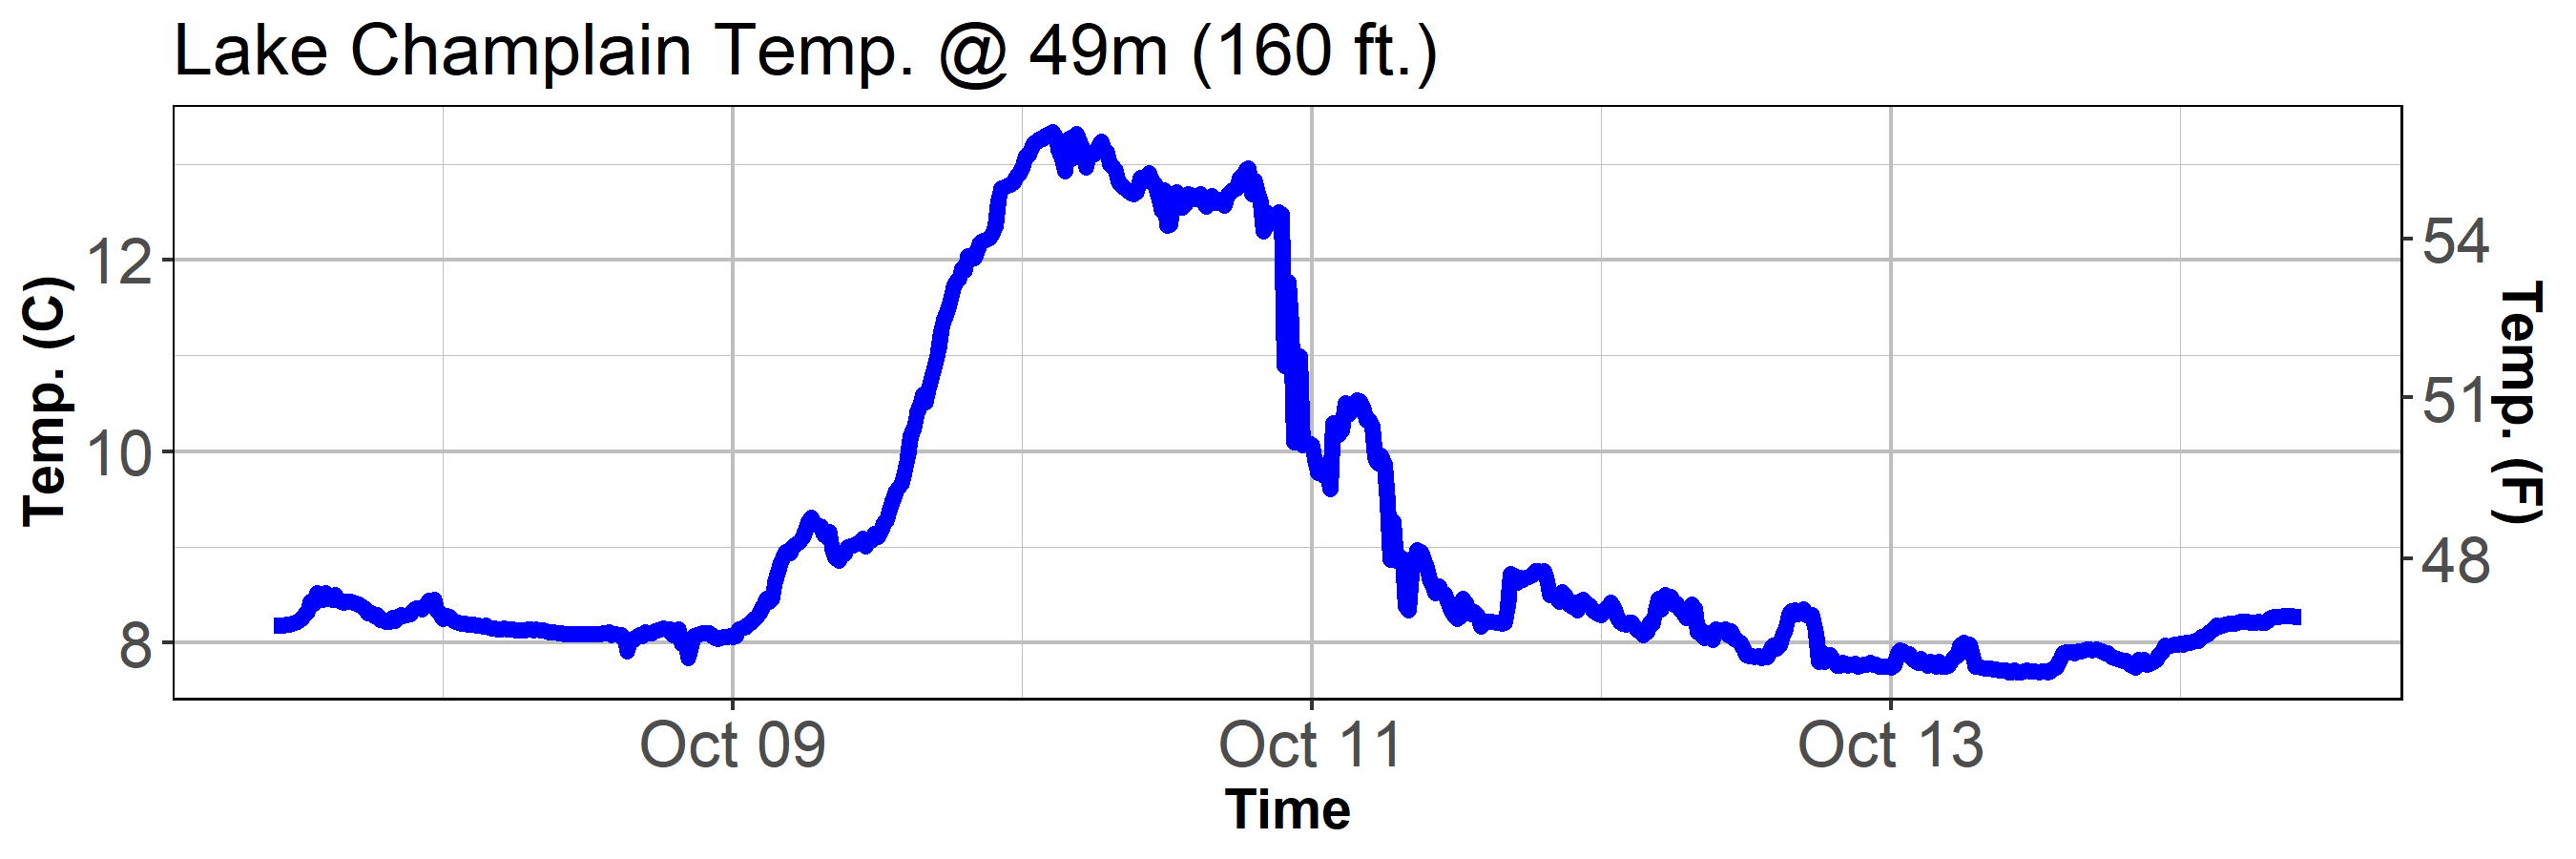 Lake Champlain Temp. @ 49m (160 ft.)
Temp. (C)
12
10
8
54
51
48
Temp. (F)
Oct 09
Oct 11
Oct 13
Time